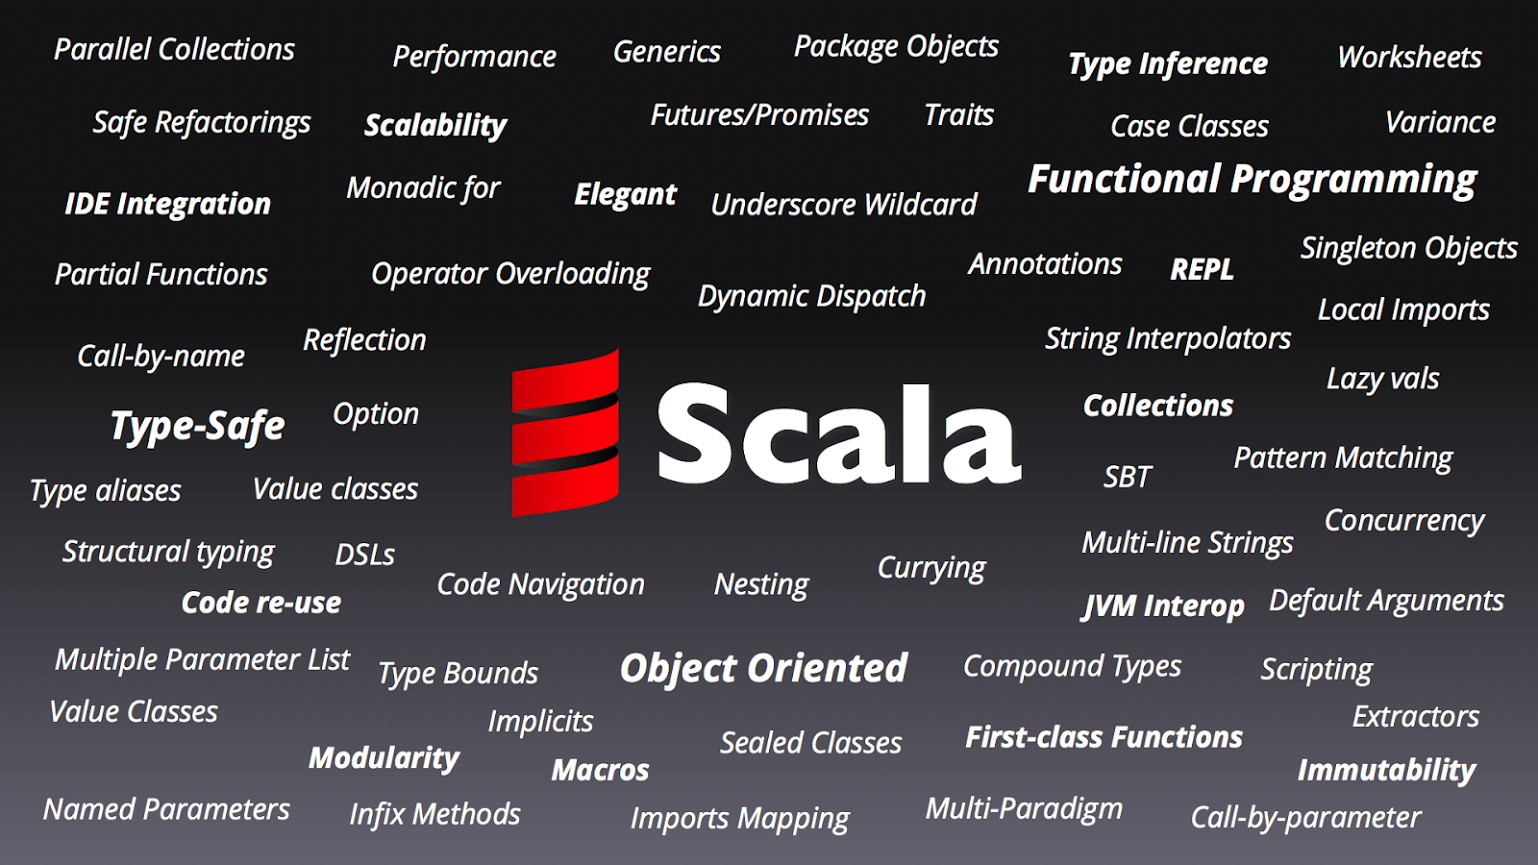 Parallel Collections
Performance
Generics
Package Objects
Type Inference
Worksheets
Safe Refactorings
Scalability
Futures/Promises
Traits
Case Classes
Variance
IDE Integration
Monadic for
Elegant
Underscore Wildcard
Functional Programming
Partial Functions
Operator Overloading
Dynamic Dispatch
Annotations
REPL
Singleton Objects
Local Imports
Call-by-name
Reflection
String Interpolators
Lazy vals
Type-Safe
Option
Scala
Collections
Pattern Matching
Type aliases
Value classes
SBT
Concurrency
Structural typing
DSLs
Code Navigation
Nesting
Currying
Multi-line Strings
Code re-use
JVM Interop
Default Arguments
Multiple Parameter List
Type Bounds
Object Oriented
Compound Types
Scripting
Value Classes
Implicits
Sealed Classes
First-class Functions
Extractors
Modularity
Macros
Immutability
Named Parameters
Infix Methods
Imports Mapping
Multi-Paradigm
Call-by-parameter